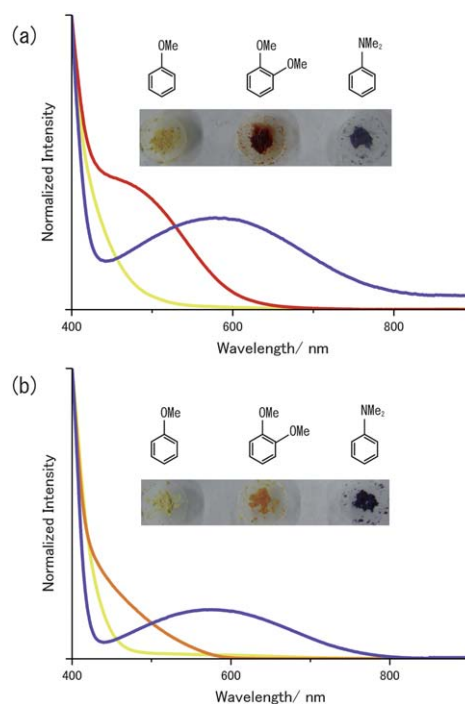 (a)
OMe
OMe
OMe
NMe₂
Normalized Intensity
400
600
800
Wavelength/ nm
(b)
OMe
OMe
OMe
NMe₂
Normalized Intensity
400
600
800
Wavelength/ nm